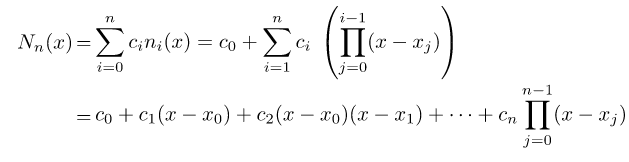 $N_n(x) = \sum_{i=0}^{n} c_i n_i(x) = c_0 + \sum_{i=1}^{n} c_i \left( \prod_{j=0}^{i-1} (x - x_j) \right)$
$= c_0 + c_1(x - x_0) + c_2(x - x_0)(x - x_1) + \cdots + c_n \prod_{j=0}^{n-1} (x - x_j)$